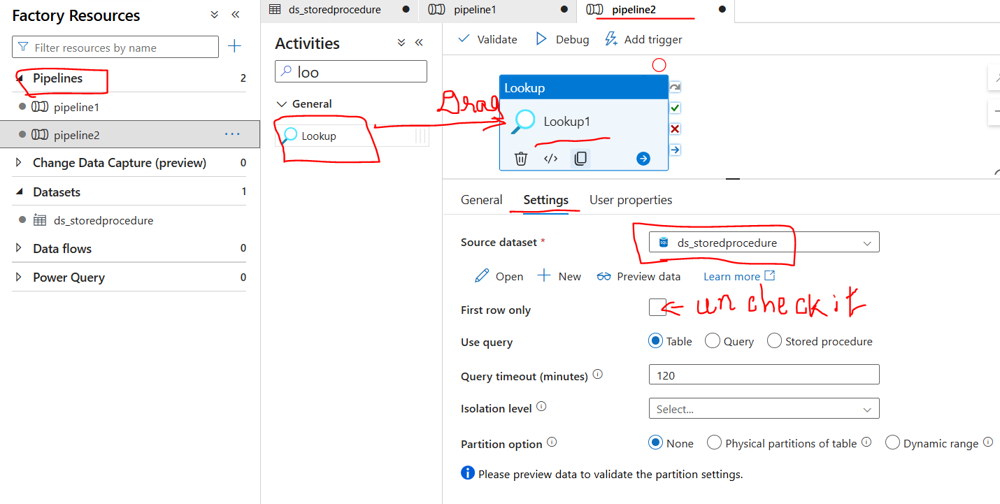 Factory Resources
Filter resources by name
Pipelines 2
pipeline1
pipeline2
Change Data Capture (preview) 0
Datasets 1
ds_storedprocedure
Data flows 0
Power Query 0
ds_storedprocedure
pipeline1
pipeline2
Activities
loo
General
Lookup
Drag
Validate
Debug
Add trigger
Lookup
Lookup1
General
Settings
User properties
Source dataset *
ds_storedprocedure
Open
New
Preview data
Learn more
First row only
un check it
Use query
Table
Query
Stored procedure
Query timeout (minutes)
120
Isolation level
Select...
Partition option
None
Physical partitions of table
Dynamic range
Please preview data to validate the partition settings.